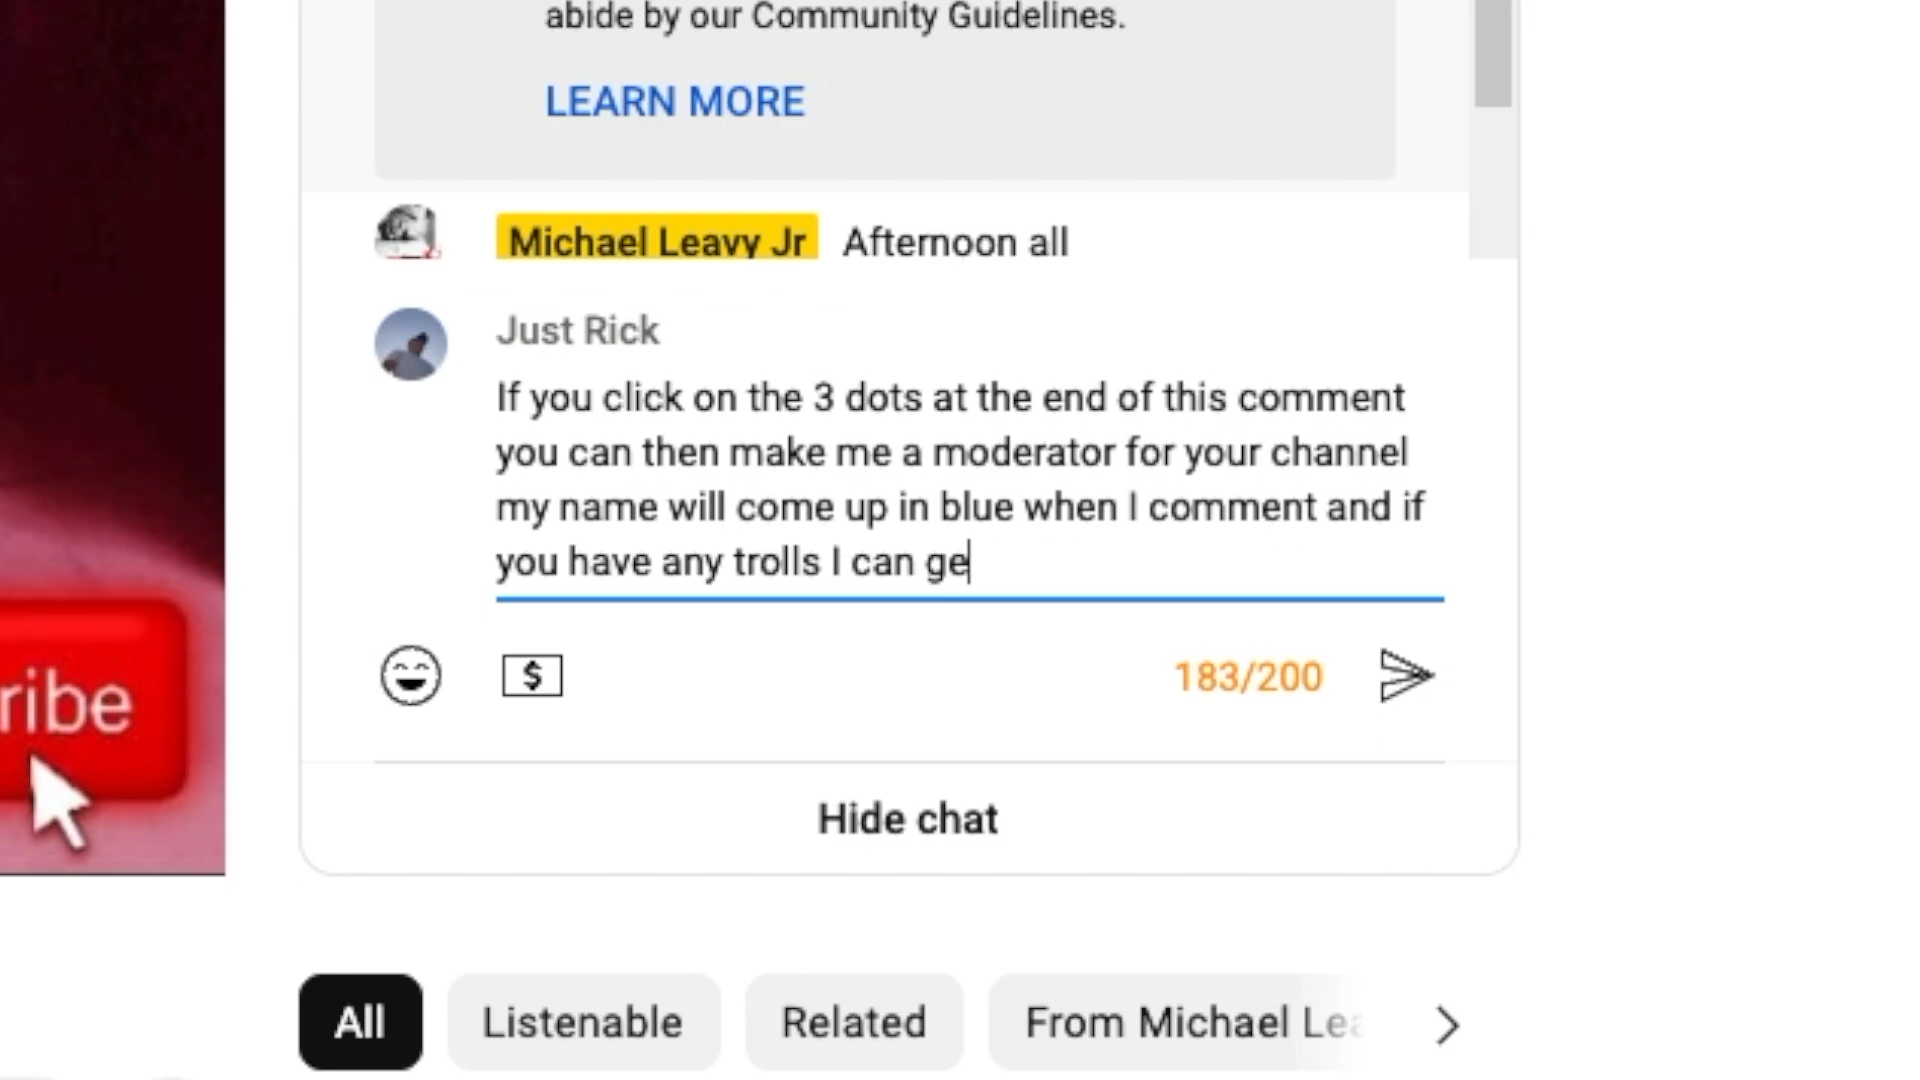 abide by our Community Guidelines.
LEARN MORE
Michael Leavy Jr Afternoon all
Just Rick
If you click on the 3 dots at the end of this comment
you can then make me a moderator for your channel
my name will come up in blue when I comment and if
you have any trolls I can ge
$
183/200
ribe
Hide chat
All
Listenable
Related
From Michael Lea